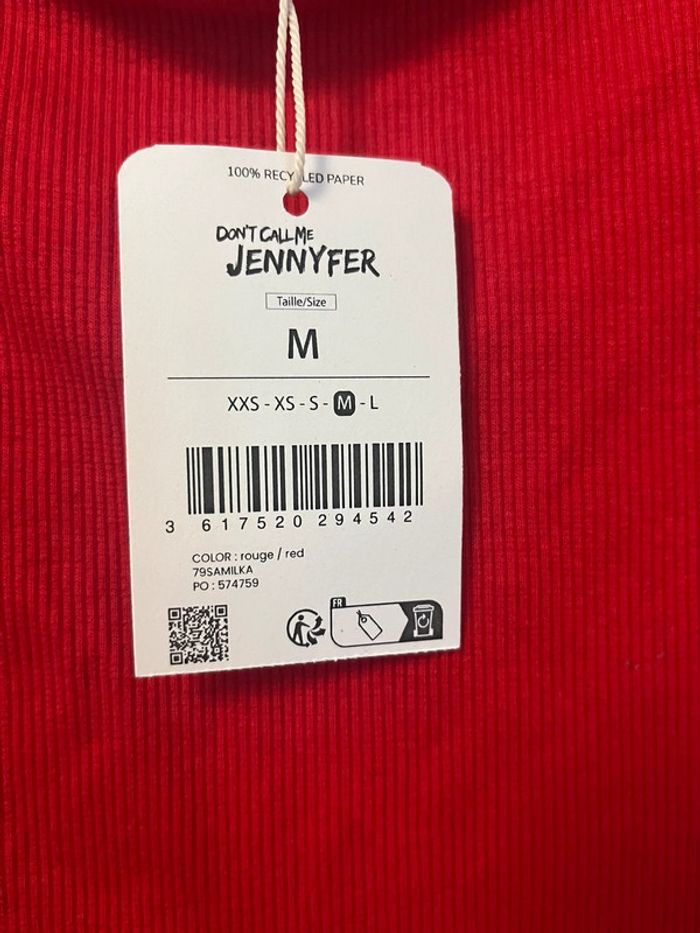 100% RECYCLED PAPER
DON'T CALL ME
JENNYFER
Taille/Size
M
XXS - XS - S - M - L
3 617520 294542
COLOR : rouge / red
79SAMILKA
PO : 574759
FR